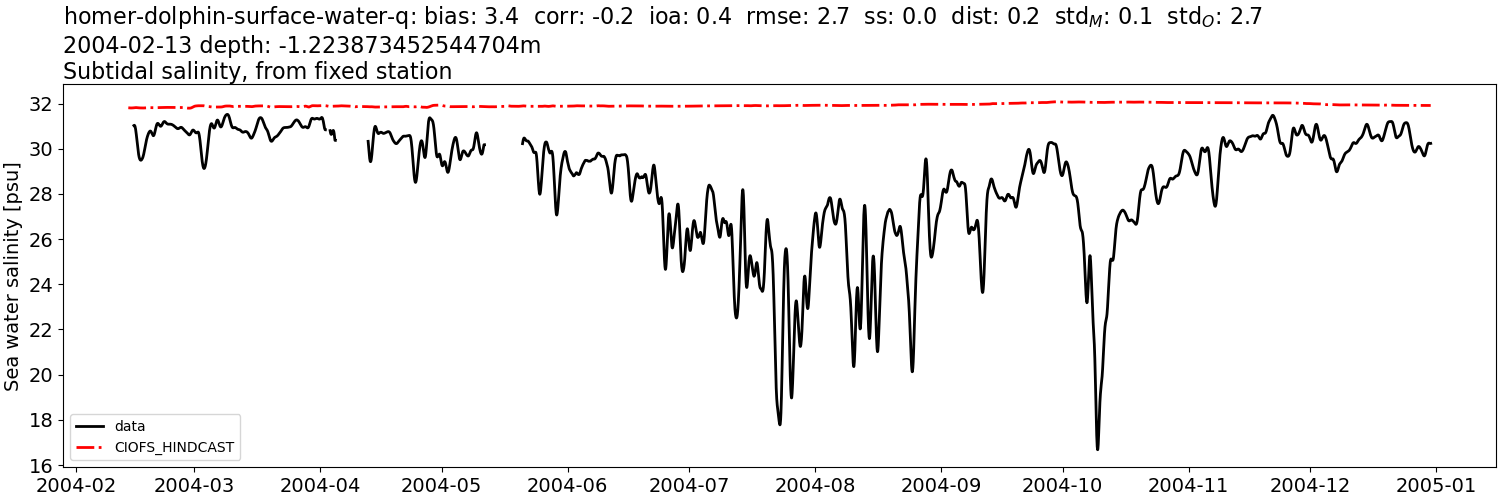 homer-dolphin-surface-water-q: bias: 3.4  corr: -0.2  ioa: 0.4  rmse: 2.7  ss: 0.0  dist: 0.2  std_M: 0.1  std_O: 2.7
2004-02-13 depth: -1.223873452544704m
Subtidal salinity, from fixed station
Sea water salinity [psu]
32
30
28
26
24
22
20
18
16
data
CIOFS_HINDCAST
2004-02 2004-03 2004-04 2004-05 2004-06 2004-07 2004-08 2004-09 2004-10 2004-11 2004-12 2005-01